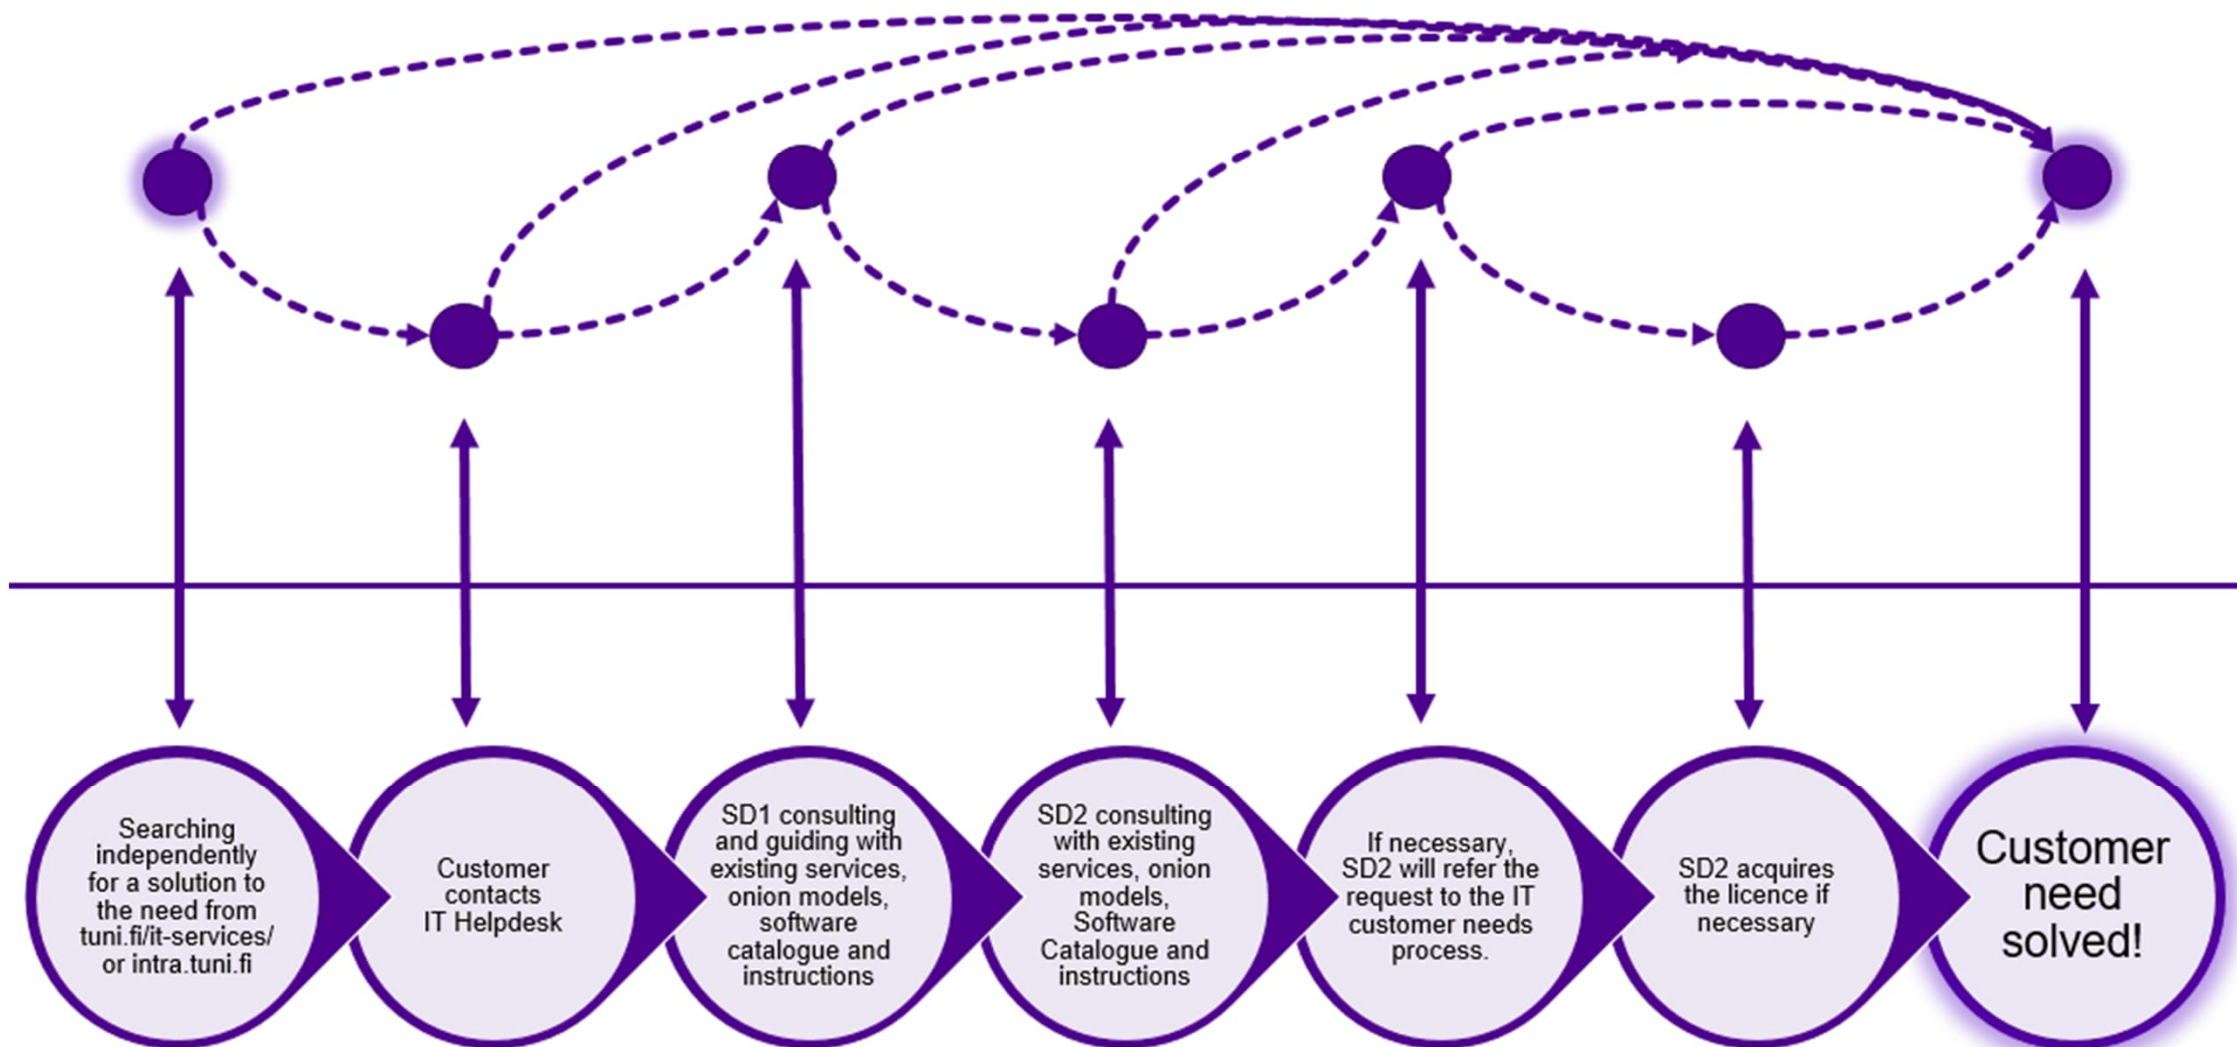 Searching
independently
for a solution to
the need from
tuni.fi/it-services/
or intra.tuni.fi
Customer
contacts
IT Helpdesk
SD1 consulting
and guiding with
existing services,
onion models,
software
catalogue and
instructions
SD2 consulting
with existing
services, onion
models,
Software
Catalogue and
instructions
If necessary,
SD2 will refer the
request to the IT
customer needs
process.
SD2 acquires
the licence if
necessary
Customer
need
solved!